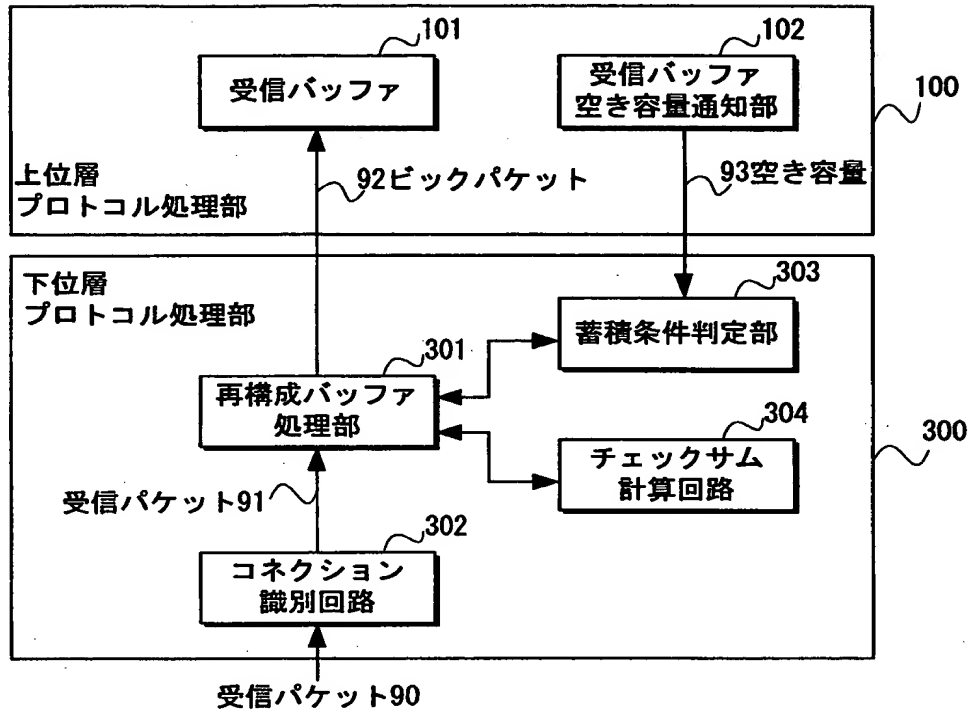 101
受信バッファ
102
受信バッファ
空き容量通知部
100
92ビックパケット
93空き容量
上位層
プロトコル処理部
下位層
プロトコル処理部
303
蓄積条件判定部
301
再構成バッファ
処理部
304
チェックサム
計算回路
300
受信パケット91
302
コネクション
識別回路
受信パケット90